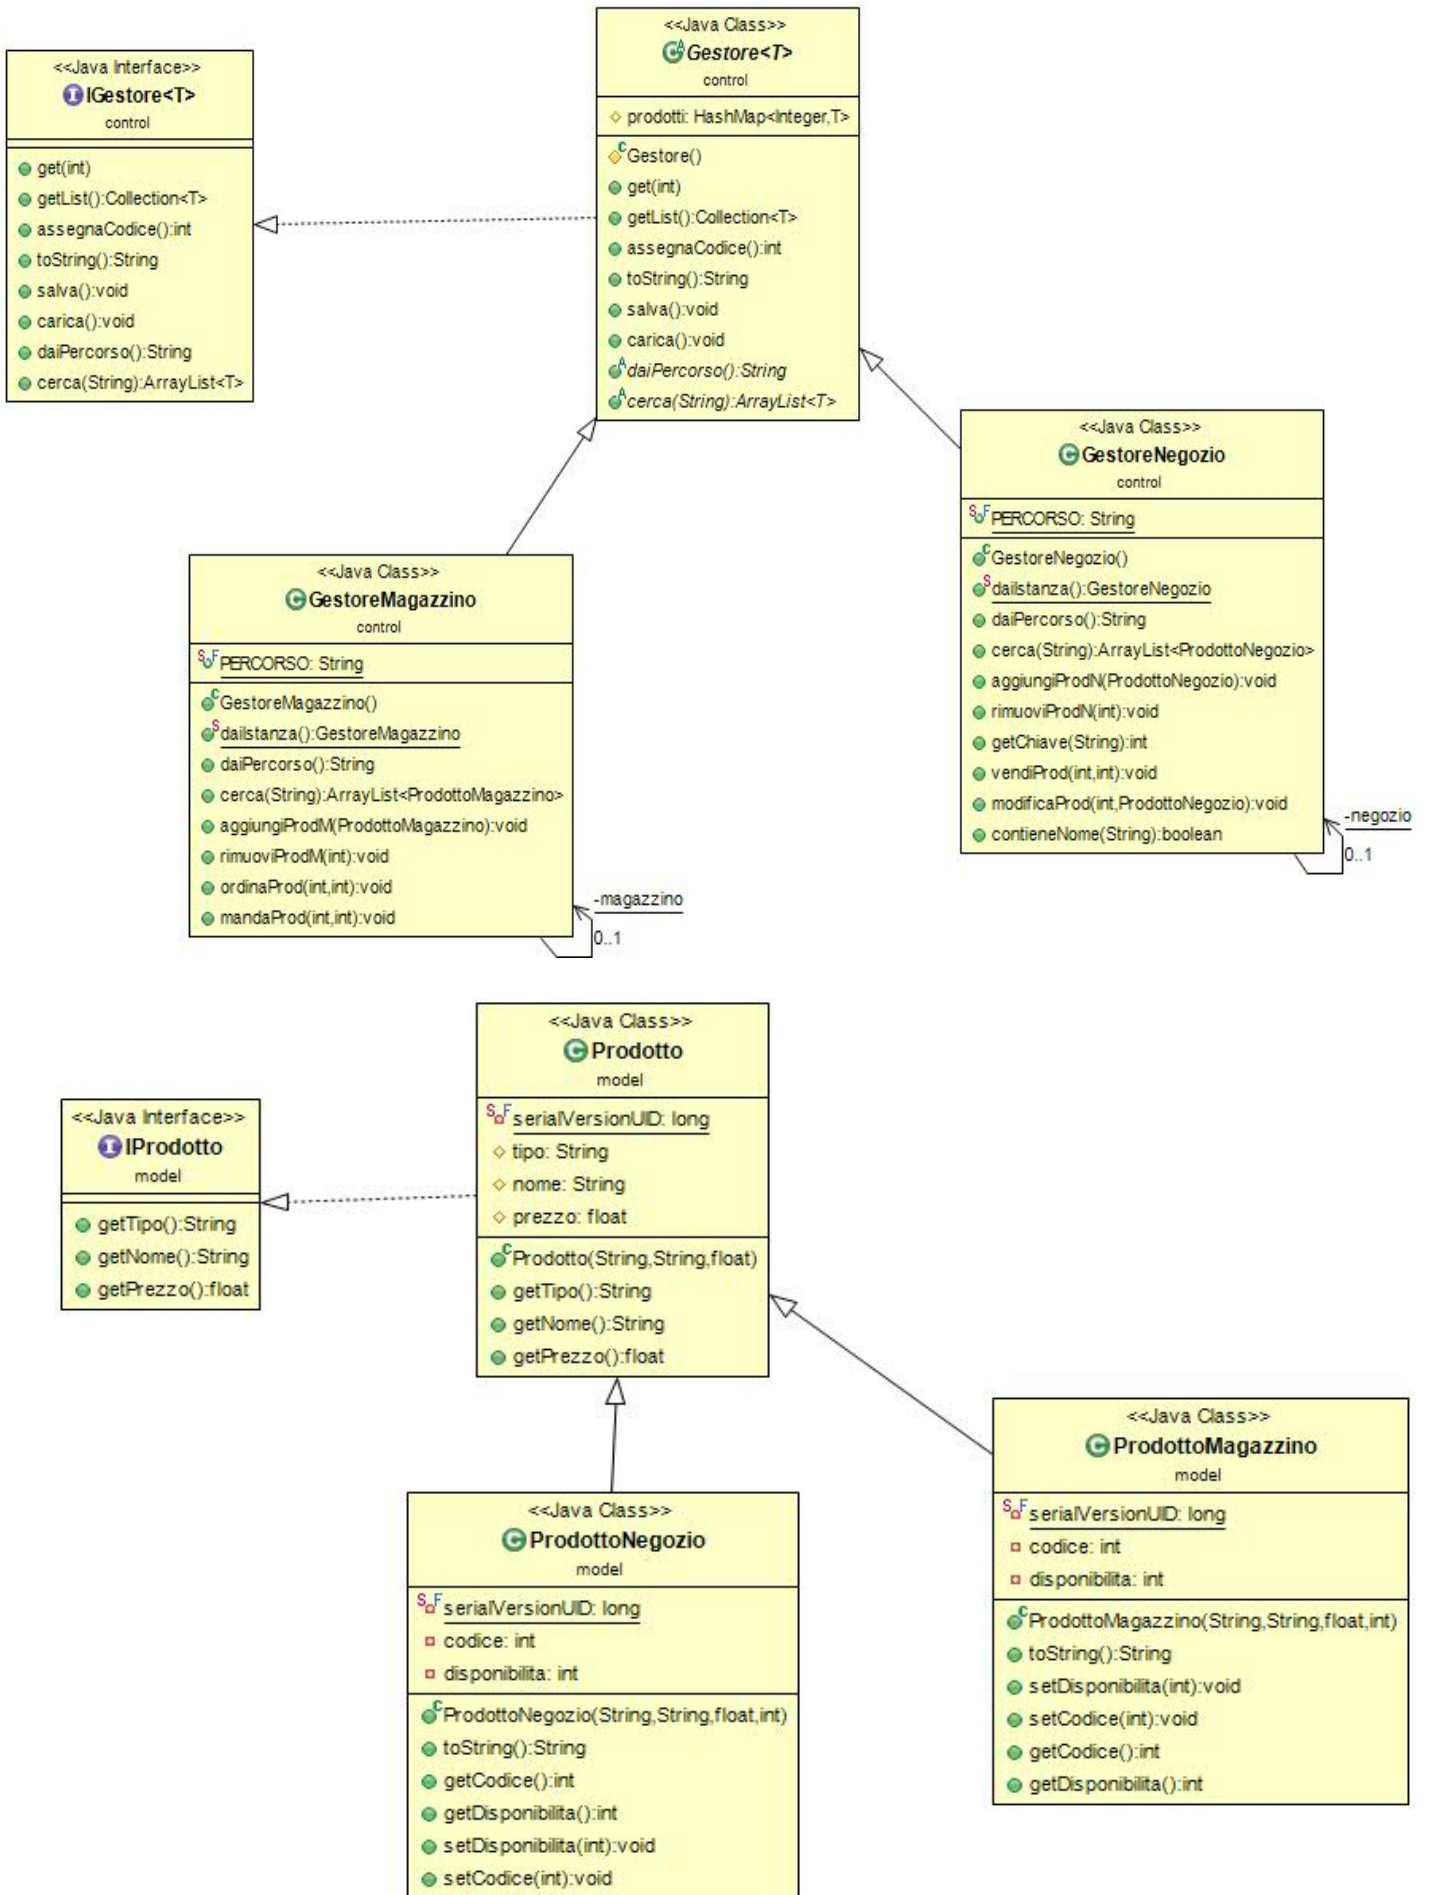 <<Java Interface>>
IGestore<T>
control
get(int)
getList():Collection<T>
assegnaCodice():int
toString():String
salva():void
carica():void
daiPercorso():String
cerca(String):ArrayList<T>
<<Java Class>>
Gestore<T>
control
prodotti: HashMap<Integer,T>
Gestore()
get(int)
getList():Collection<T>
assegnaCodice():int
toString():String
salva():void
carica():void
daiPercorso():String
cerca(String):ArrayList<T>
<<Java Class>>
GestoreNegozio
control
PERCORSO: String
GestoreNegozio()
daiIstanza():GestoreNegozio
daiPercorso():String
cerca(String):ArrayList<ProdottoNegozio>
aggiungiProdN(ProdottoNegozio):void
rimuoviProdN(int):void
getChiave(String):int
vendiProd(int,int):void
modificaProd(int,ProdottoNegozio):void
contieneNome(String):boolean
-negozio
0..1
<<Java Class>>
GestoreMagazzino
control
PERCORSO: String
GestoreMagazzino()
daiIstanza():GestoreMagazzino
daiPercorso():String
cerca(String):ArrayList<ProdottoMagazzino>
aggiungiProdM(ProdottoMagazzino):void
rimuoviProdM(int):void
ordinaProd(int,int):void
mandaProd(int,int):void
-magazzino
0..1
<<Java Class>>
Prodotto
model
serialVersionUID: long
tipo: String
nome: String
prezzo: float
Prodotto(String,String,float)
getTipo():String
getNome():String
getPrezzo():float
<<Java Interface>>
IProdotto
model
getTipo():String
getNome():String
getPrezzo():float
<<Java Class>>
ProdottoMagazzino
model
serialVersionUID: long
codice: int
disponibilita: int
ProdottoMagazzino(String,String,float,int)
toString():String
setDisponibilita(int):void
setCodice(int):void
getCodice():int
getDisponibilita():int
<<Java Class>>
ProdottoNegozio
model
serialVersionUID: long
codice: int
disponibilita: int
ProdottoNegozio(String,String,float,int)
toString():String
getCodice():int
getDisponibilita():int
setDisponibilita(int):void
setCodice(int):void